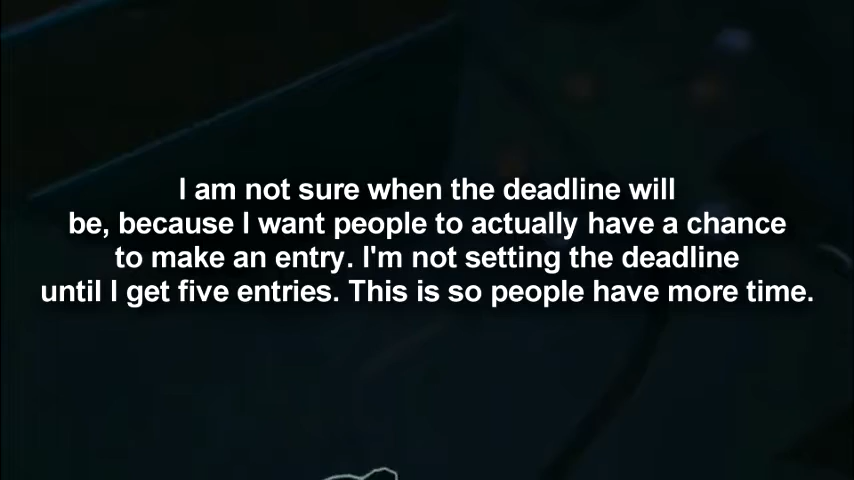 I am not sure when the deadline will
be, because I want people to actually have a chance
to make an entry. I'm not setting the deadline
until I get five entries. This is so people have more time.